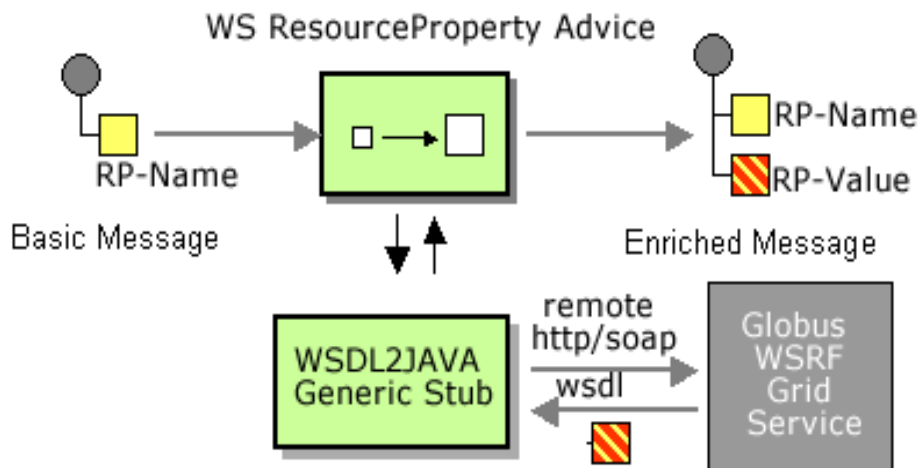 WS ResourceProperty Advice
RP-Name
Basic Message
RP-Name
RP-Value
Enriched Message
WSDL2JAVA
Generic Stub
remote
http/soap
wsdl
Globus
WSRF
Grid
Service